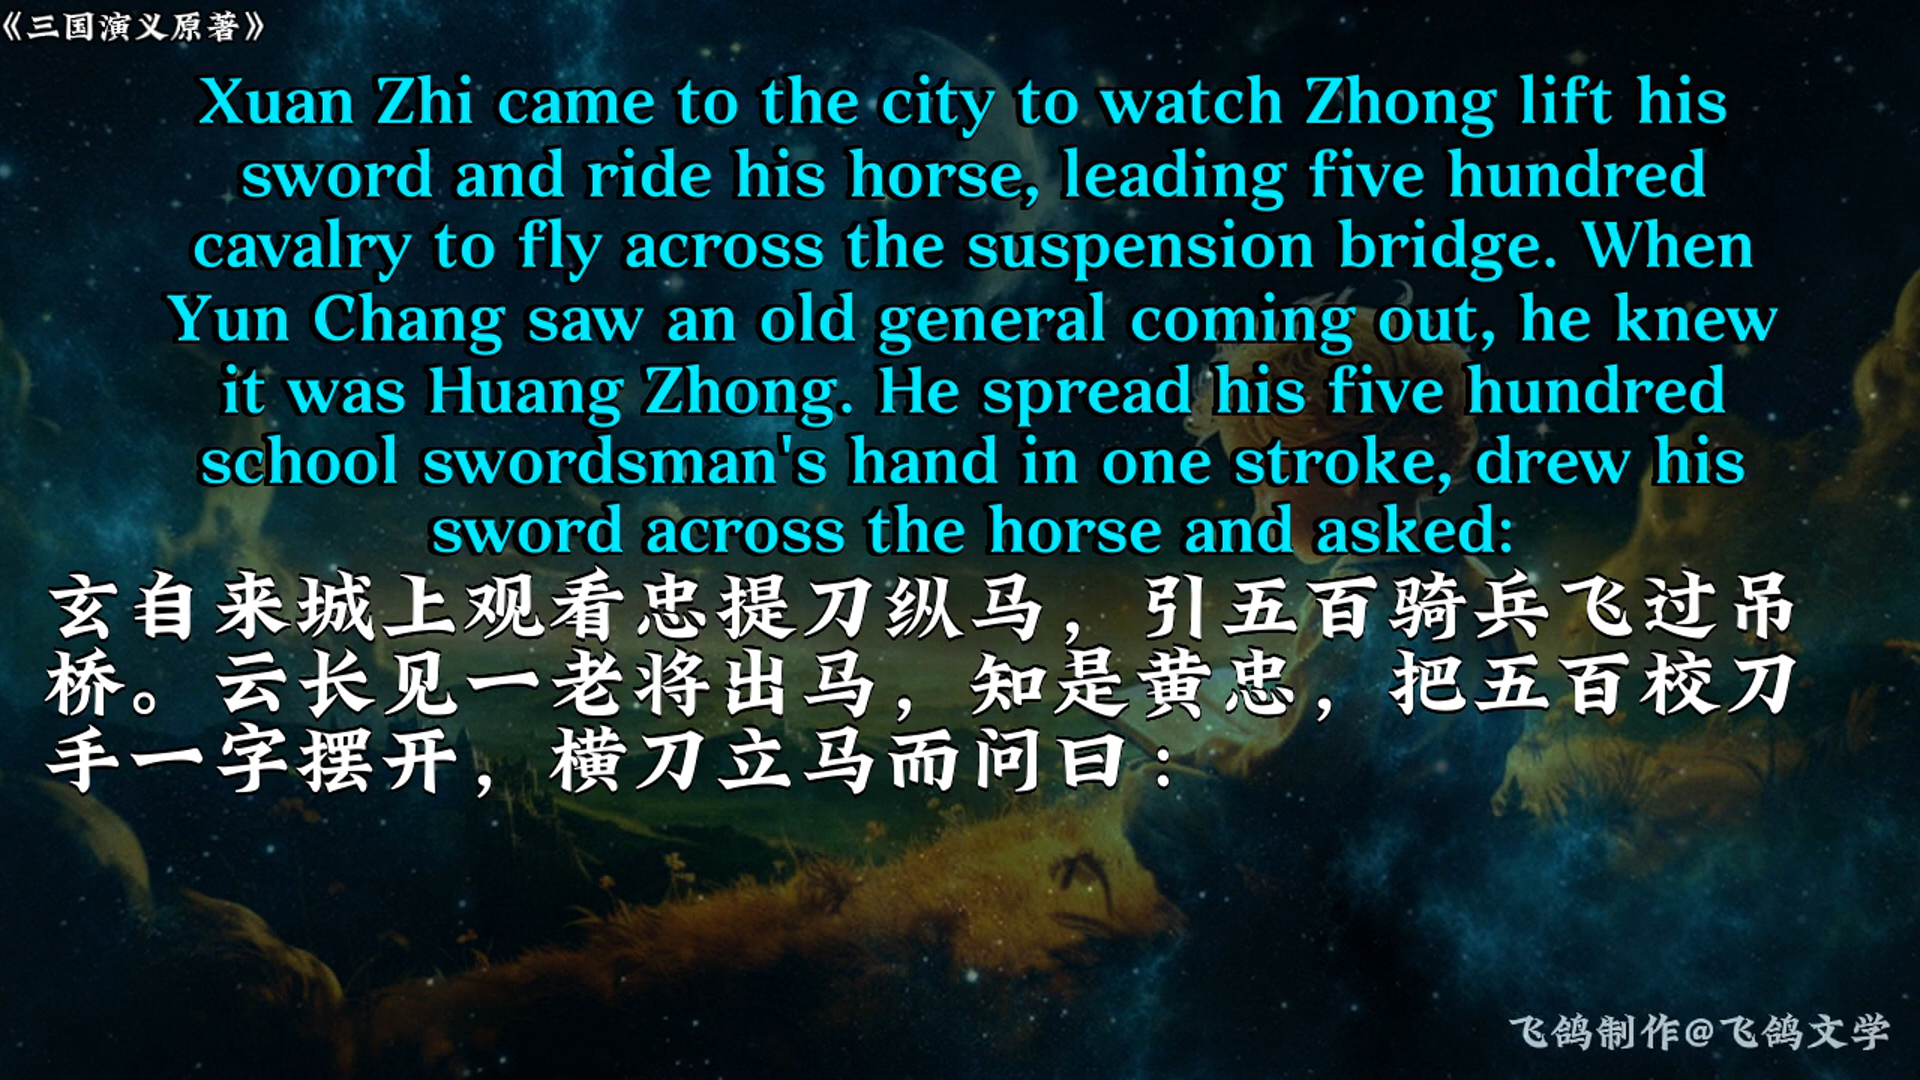 《三国演义原著》
Xuan Zhi came to the city to watch Zhong lift his
sword and ride his horse, leading five hundred
cavalry to fly across the suspension bridge. When
Yun Chang saw an old general coming out, he knew
it was Huang Zhong. He spread his five hundred
school swordsman's hand in one stroke, drew his
sword across the horse and asked:
玄自来城上观看忠提刀纵马，引五百骑兵飞过吊
桥。云长见一老将出马，知是黄忠，把五百校刀
手一字摆开，横刀立马而问曰：
飞鸽制作@飞鸽文学